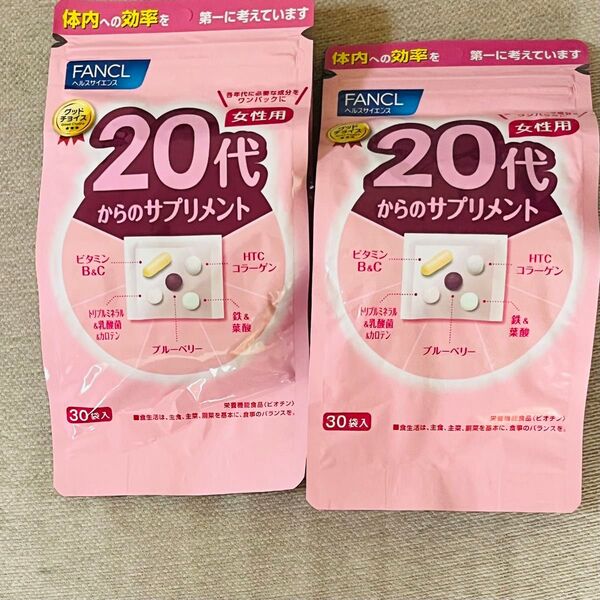 体内への効率を 第一に考えています
FANCL
ヘルスサイエンス
各年代に必要な成分を
ワンパックに
グッド
チョイス
女性用
20代
からのサプリメント
ビタミン
B&C
HTC
コラーゲン
トリプルミネラル
&乳酸菌
&カロテン
鉄&
葉酸
ブルーベリー
30袋入
栄養機能食品(ビオチン)
■食生活は、主食、主菜、副菜を基本に、食事のバランスを。
体内への効率を 第一に考えています
FANCL
ヘルスサイエンス
グッド
チョイス
女性用
20代
からのサプリメント
ビタミン
B&C
HTC
コラーゲン
トリプルミネラル
&乳酸菌
&カロテン
鉄&
葉酸
ブルーベリー
30袋入
栄養機能食品(ビオチン)
■食生活は、主食、主菜、副菜を基本に、食事のバランスを。